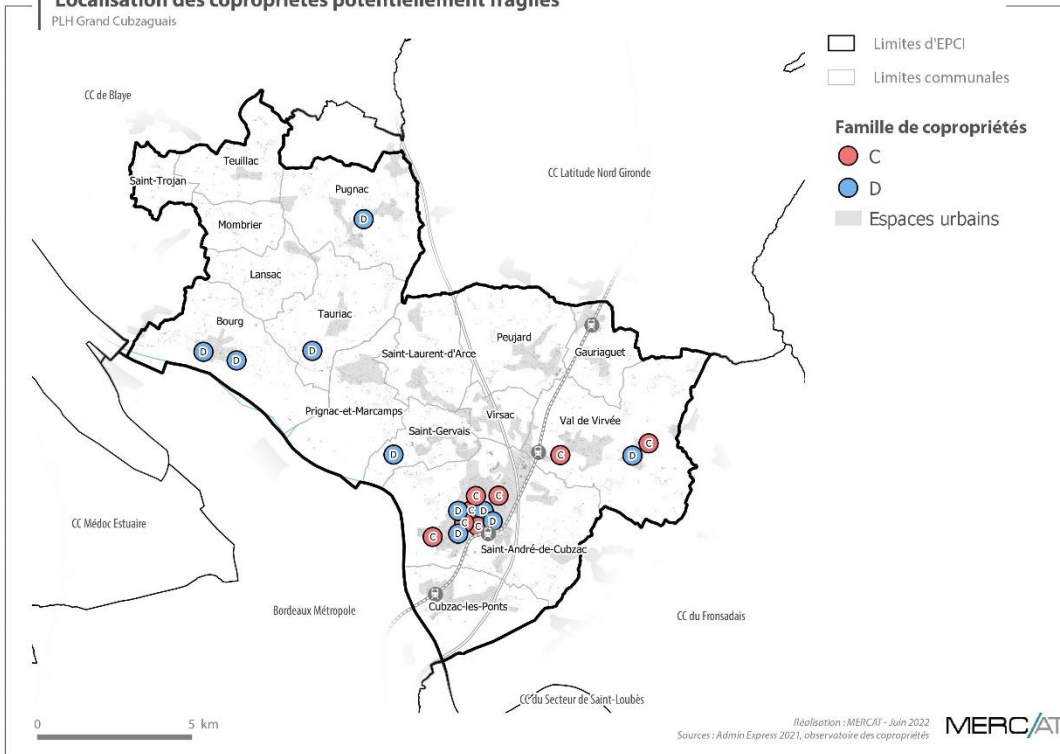 Localisation des copropriétés potentiellement fragiles
PLH Grand Cubzaguais
Limites d'EPCI
Limites communales
Famille de copropriétés
C
D
Espaces urbains
CC de Blaye
CC Latitude Nord Gironde
Teuillac
Saint-Trojan
Pugnac
D
Mombrier
Lansac
Tauriac
Bourg
D
D
D
Peujard
Gauriaguet
Saint-Laurent-d'Arce
Prignac-et-Marcamps
Virsac
Val de Virvée
Saint-Gervais
C
D
C
D
C
C
D
C
D
D
C
C
D
C
Saint-André-de-Cubzac
CC Médoc Estuaire
Cubzac-les-Ponts
Bordeaux Métropole
CC du Fronsadais
CC du Secteur de Saint-Loubès
0
5 km
Réalisation : MERCAT - Juin 2022
Sources : Admin Express 2021, observatoire des copropriétés
MERC/AT